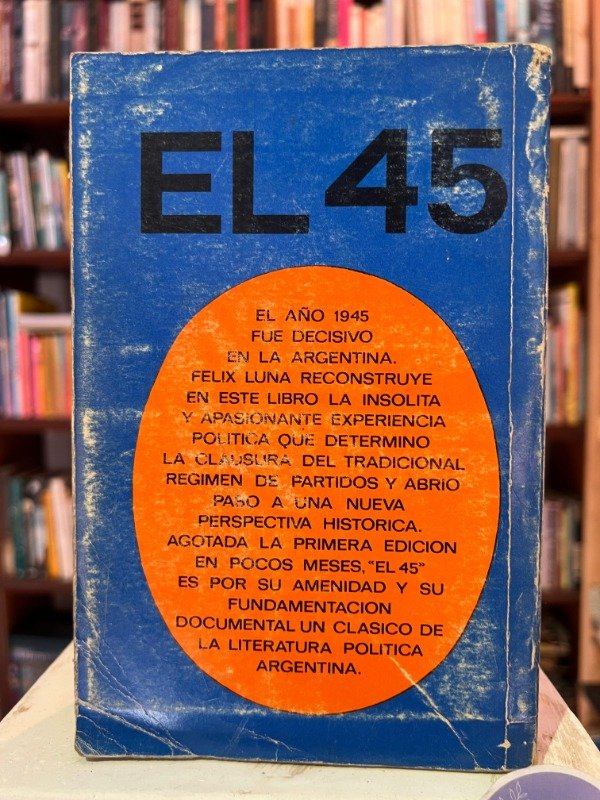 EL 45
EL AÑO 1945
FUE DECISIVO
EN LA ARGENTINA.
FELIX LUNA RECONSTRUYE
EN ESTE LIBRO LA INSOLITA
Y APASIONANTE EXPERIENCIA
POLITICA QUE DETERMINO
LA CLAUSURA DEL TRADICIONAL
REGIMEN DE PARTIDOS Y ABRIO
PASO A UNA NUEVA
PERSPECTIVA HISTORICA.
AGOTADA LA PRIMERA EDICION
EN POCOS MESES, "EL 45"
ES POR SU AMENIDAD Y SU
FUNDAMENTACION
DOCUMENTAL UN CLASICO DE
LA LITERATURA POLITICA
ARGENTINA.